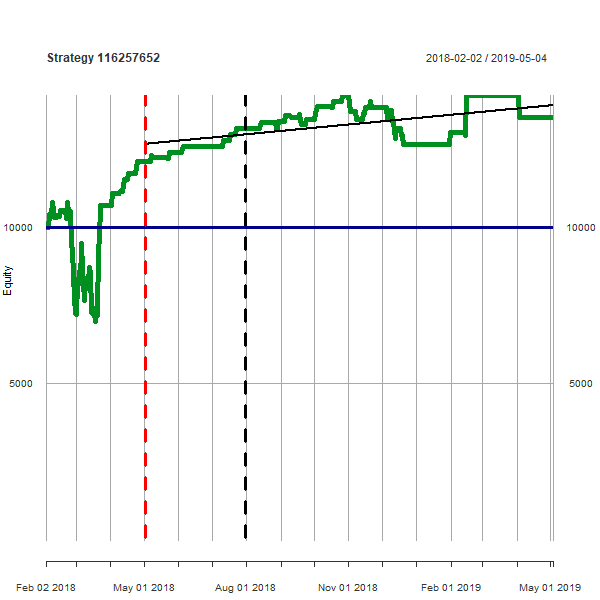 Strategy 116257652
2018-02-02 / 2019-05-04
10000
10000
Equity
5000
5000
Feb 02 2018
May 01 2018
Aug 01 2018
Nov 01 2018
Feb 01 2019
May 01 2019